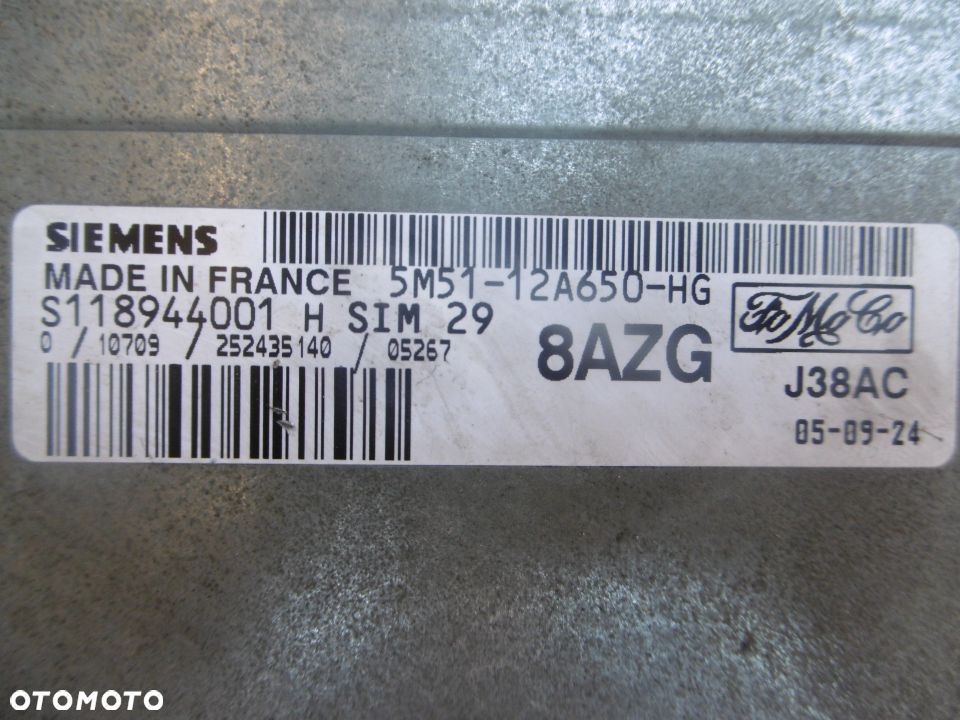 SIEMENS
MADE IN FRANCE 5M51-12A650-HG
S118944001 H SIM 29
0 / 10709 / 252435140 / 05267
8AZG
FoMoCo
J38AC
05-09-24
OTOMOTO